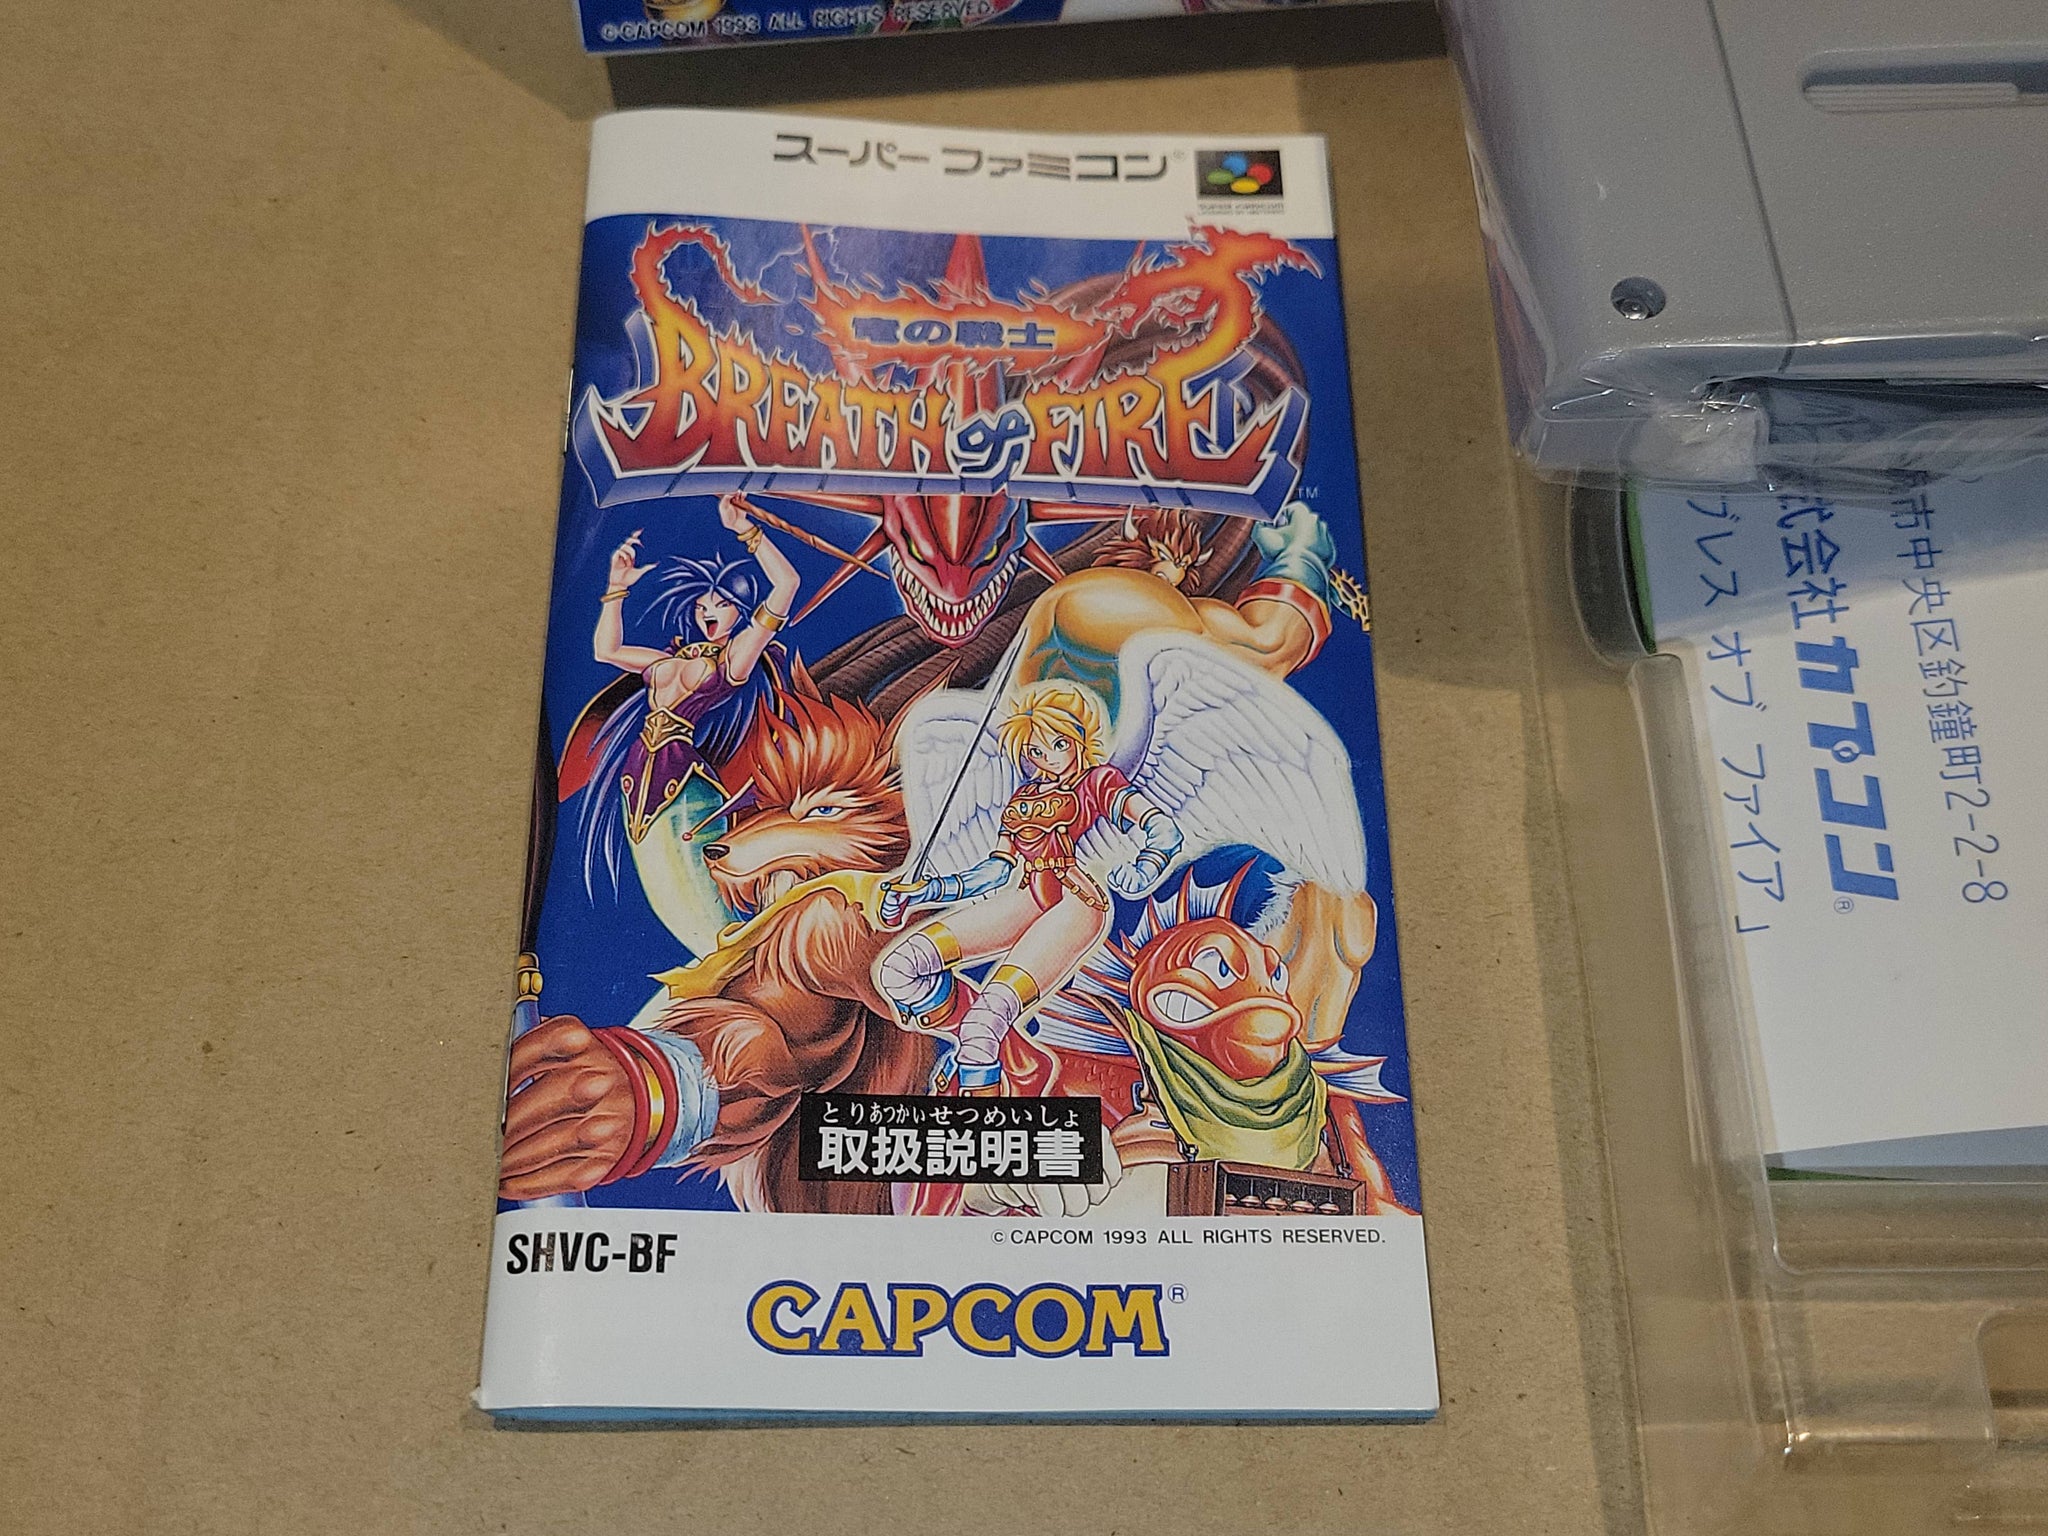 ©CAPCOM 1993 ALL RIGHTS RESERVED.
スーパーファミコン®
竜の戦士
BREATH of FIRE
TM
とりあつかいせつめいしょ
取扱説明書
SHVC-BF
© CAPCOM 1993 ALL RIGHTS RESERVED.
CAPCOM®
市中央区釣鐘町2-2-8
式会社カプコン®
ブレス オブ ファイア」